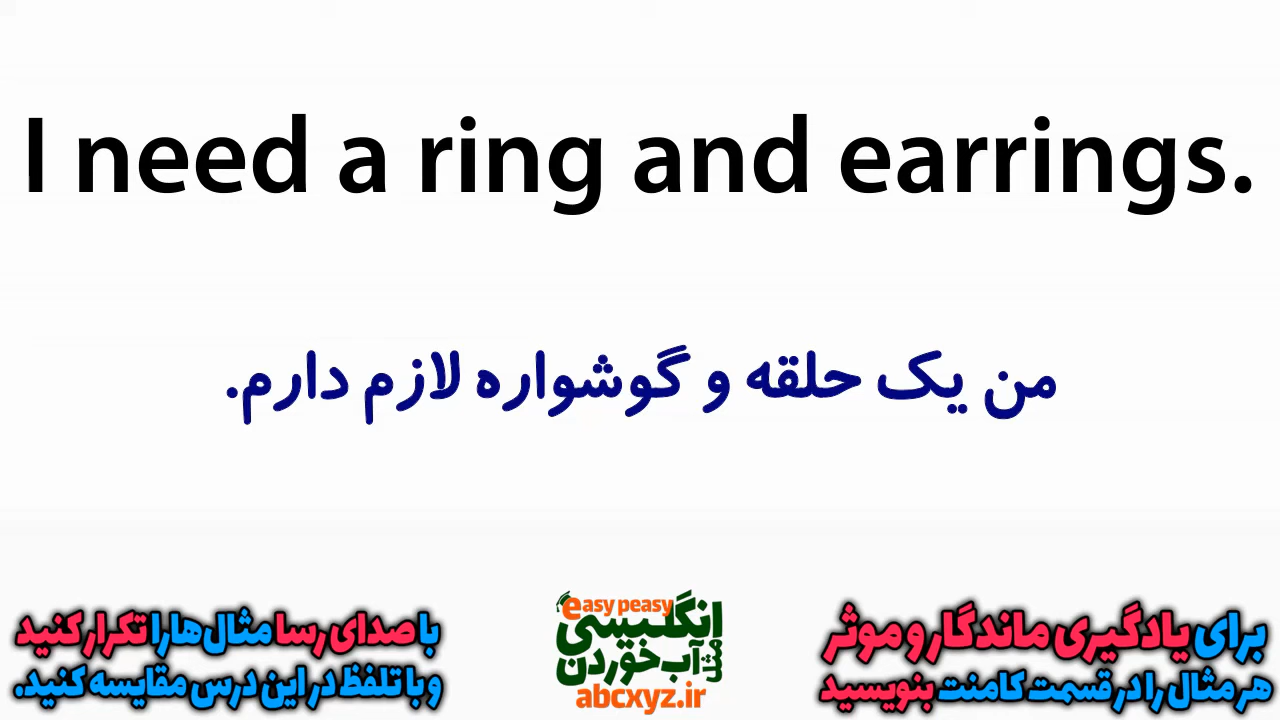 I need a ring and earrings.
من یک حلقه و گوشواره لازم دارم.
برای یادگیری ماندگار و موثر
هر مثال را در قسمت کامنت بنویسید
easy peasy
انگلیسی
مثل آب خوردن
abcxyz.ir
با صدای رسا مثال‌ها را تکرار کنید
و با تلفظ در این درس مقایسه کنید.